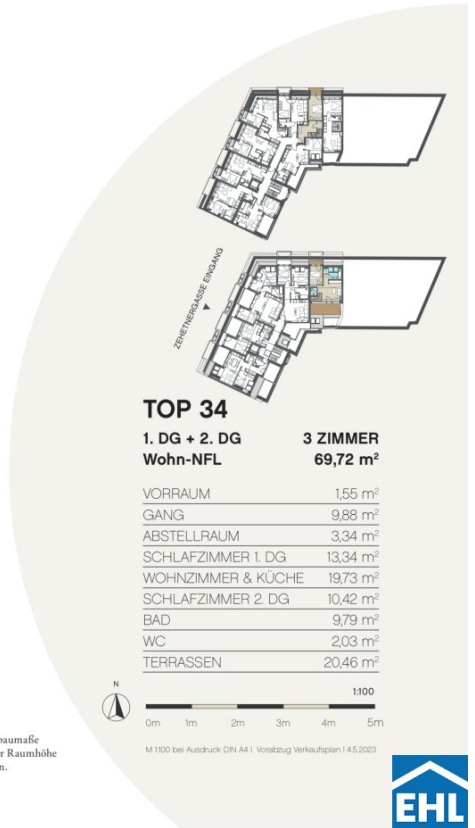 ZEHETNERGASSE EINGANG
TOP 34
1. DG + 2. DG 3 ZIMMER
Wohn-NFL 69,72 m²
VORRAUM 1,55 m²
GANG 9,88 m²
ABSTELLRAUM 3,34 m²
SCHLAFZIMMER 1. DG 13,34 m²
WOHNZIMMER & KÜCHE 19,73 m²
SCHLAFZIMMER 2. DG 10,42 m²
BAD 9,79 m²
WC 2,03 m²
TERRASSEN 20,46 m²
N
1:100
0m 1m 2m 3m 4m 5m
M 1:100 bei Ausdruck DIN A4 | Vorabzug Verkaufsplan | 4.5.2023
baumaße
r Raumhöhe
n.
EHL